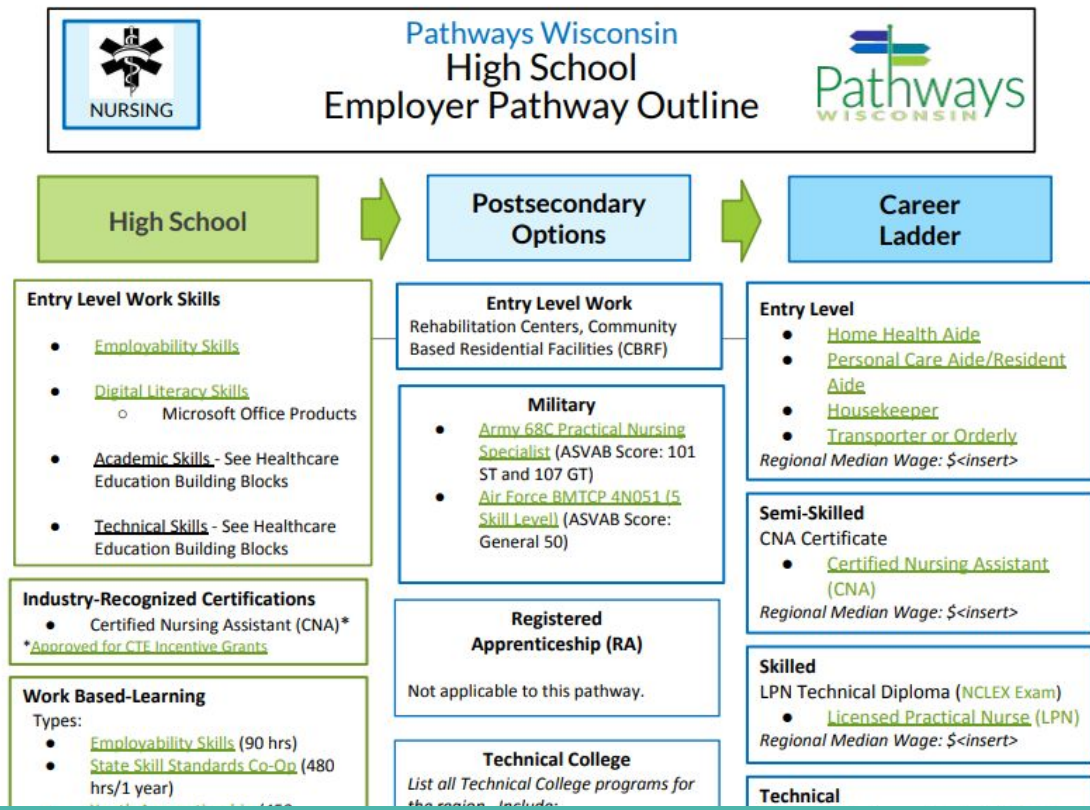 NURSING
Pathways Wisconsin
High School
Employer Pathway Outline
Pathways
WISCONSIN
High School
Postsecondary
Options
Career
Ladder
Entry Level Work Skills
● Employability Skills
● Digital Literacy Skills
○ Microsoft Office Products
● Academic Skills - See Healthcare
Education Building Blocks
● Technical Skills - See Healthcare
Education Building Blocks
Industry-Recognized Certifications
● Certified Nursing Assistant (CNA)*
*Approved for CTE Incentive Grants
Work Based-Learning
Types:
● Employability Skills (90 hrs)
● State Skill Standards Co-Op (480
hrs/1 year)
Entry Level Work
Rehabilitation Centers, Community
Based Residential Facilities (CBRF)
Military
● Army 68C Practical Nursing
Specialist (ASVAB Score: 101
ST and 107 GT)
● Air Force BMTCP 4N051 (5
Skill Level) (ASVAB Score:
General 50)
Registered
Apprenticeship (RA)
Not applicable to this pathway.
Technical College
List all Technical College programs for
the region. Include:
Entry Level
● Home Health Aide
● Personal Care Aide/Resident
Aide
● Housekeeper
● Transporter or Orderly
Regional Median Wage: $<insert>
Semi-Skilled
CNA Certificate
● Certified Nursing Assistant
(CNA)
Regional Median Wage: $<insert>
Skilled
LPN Technical Diploma (NCLEX Exam)
● Licensed Practical Nurse (LPN)
Regional Median Wage: $<insert>
Technical